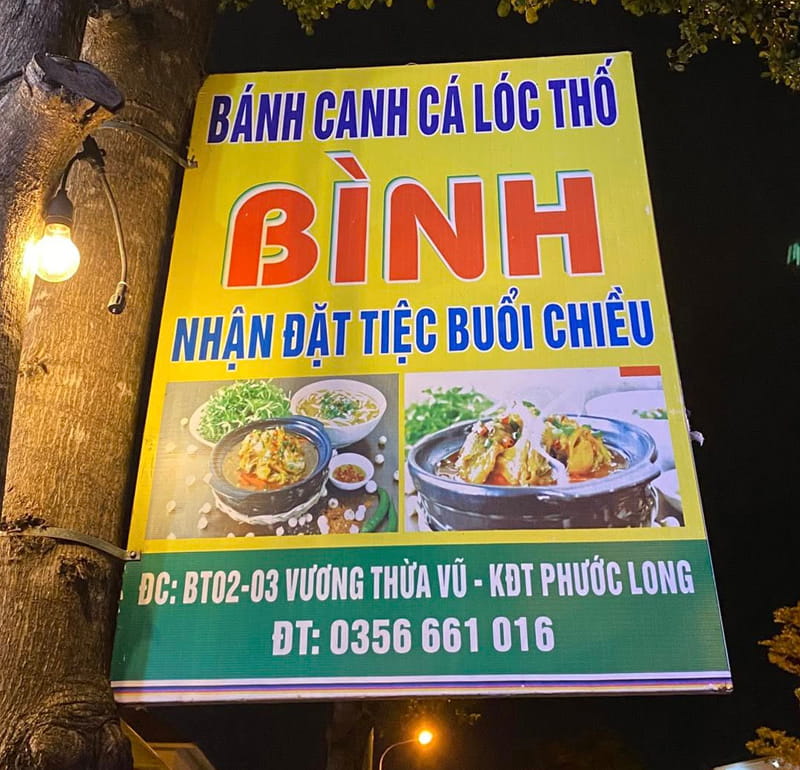 BÁNH CANH CÁ LÓC THỐ
BÌNH
NHẬN ĐẶT TIỆC BUỔI CHIỀU
ĐC: BT02-03 VƯƠNG THỪA VŨ - KĐT PHƯỚC LONG
ĐT: 0356 661 016